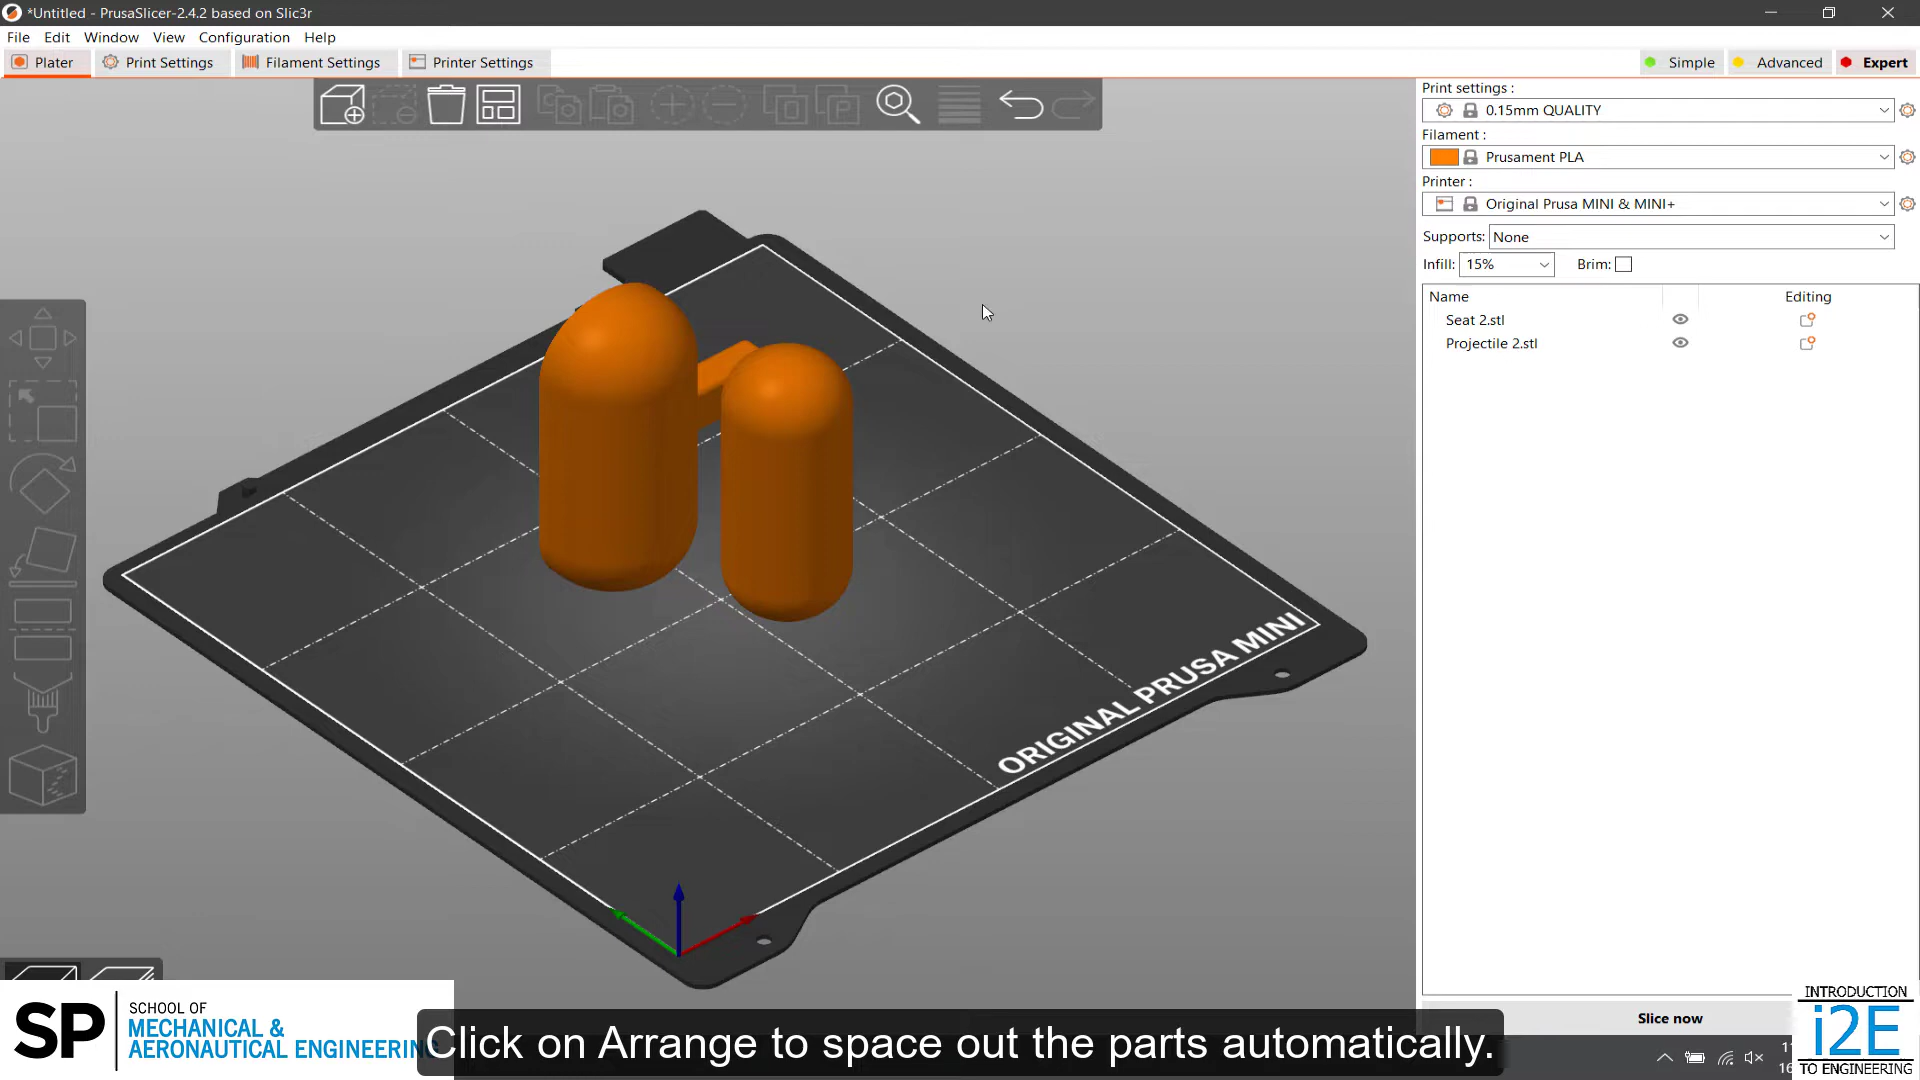 *Untitled - PrusaSlicer-2.4.2 based on Slic3r
File Edit Window View Configuration Help
Plater Print Settings Filament Settings Printer Settings
Simple Advanced Expert
Print settings :
0.15mm QUALITY
Filament :
Prusament PLA
Printer :
Original Prusa MINI & MINI+
Supports: None
Infill: 15% Brim:
Name Editing
Seat 2.stl
Projectile 2.stl
ORIGINAL PRUSA MINI
Slice now
SP
SCHOOL OF
MECHANICAL &
AERONAUTICAL ENGINEERING
Click on Arrange to space out the parts automatically.
INTRODUCTION
i2E
TO ENGINEERING